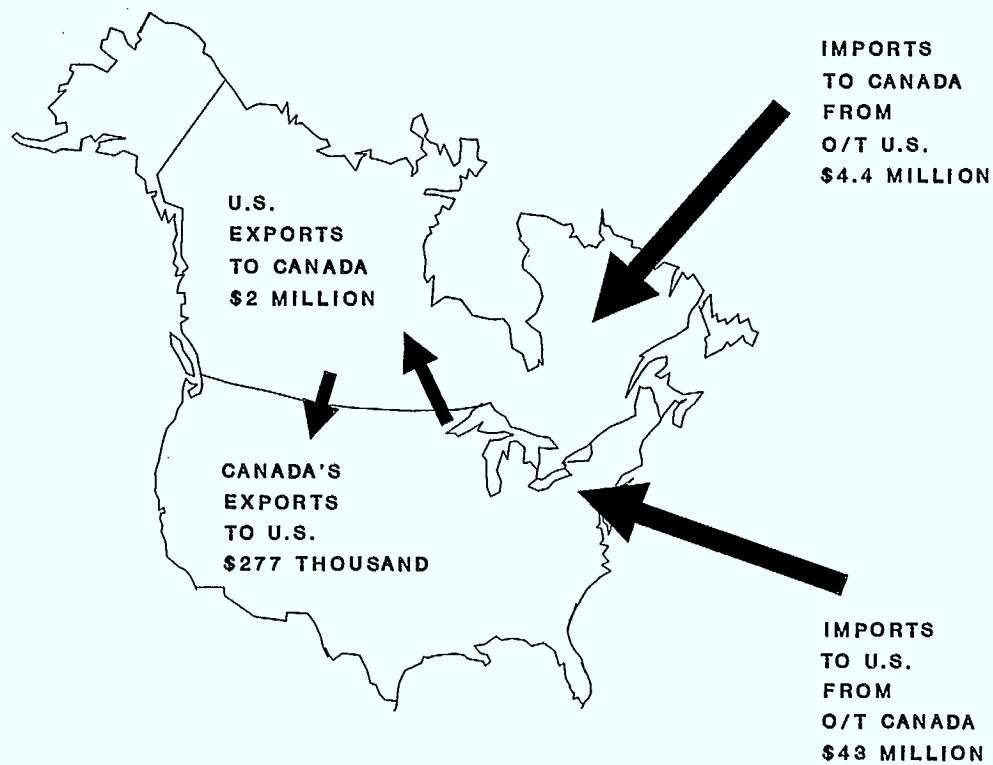 IMPORTS
TO CANADA
FROM
O/T U.S.
$4.4 MILLION
U.S.
EXPORTS
TO CANADA
$2 MILLION
CANADA'S
EXPORTS
TO U.S.
$277 THOUSAND
IMPORTS
TO U.S.
FROM
O/T CANADA
$43 MILLION